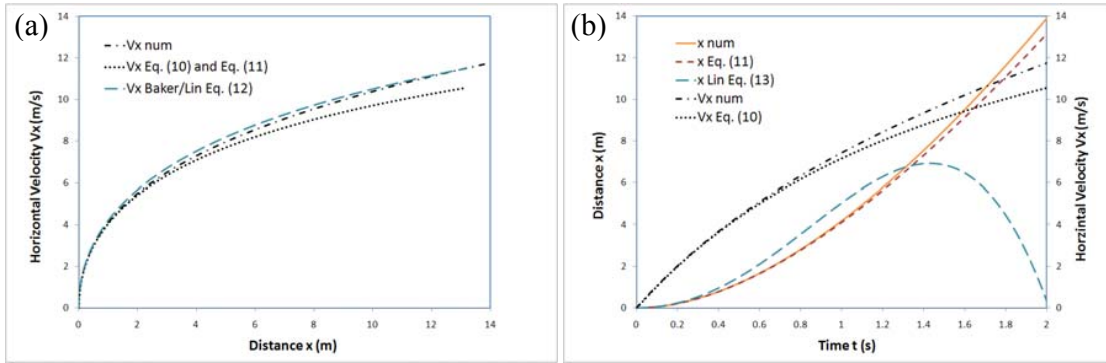 (a)
14
12
10
8
6
4
2
0
Horizontal Velocity Vx (m/s)
Vx num
Vx Eq. (10) and Eq. (11)
Vx Baker/Lin Eq. (12)
0 2 4 6 8 10 12 14
Distance x (m)
(b)
14
12
10
8
6
4
2
0
Distance x (m)
x num
x Eq. (11)
x Lin Eq. (13)
Vx num
Vx Eq. (10)
14
12
10
8
6
4
2
0
Horzintal Velocity Vx (m/s)
0 0.2 0.4 0.6 0.8 1 1.2 1.4 1.6 1.8 2
Time t (s)